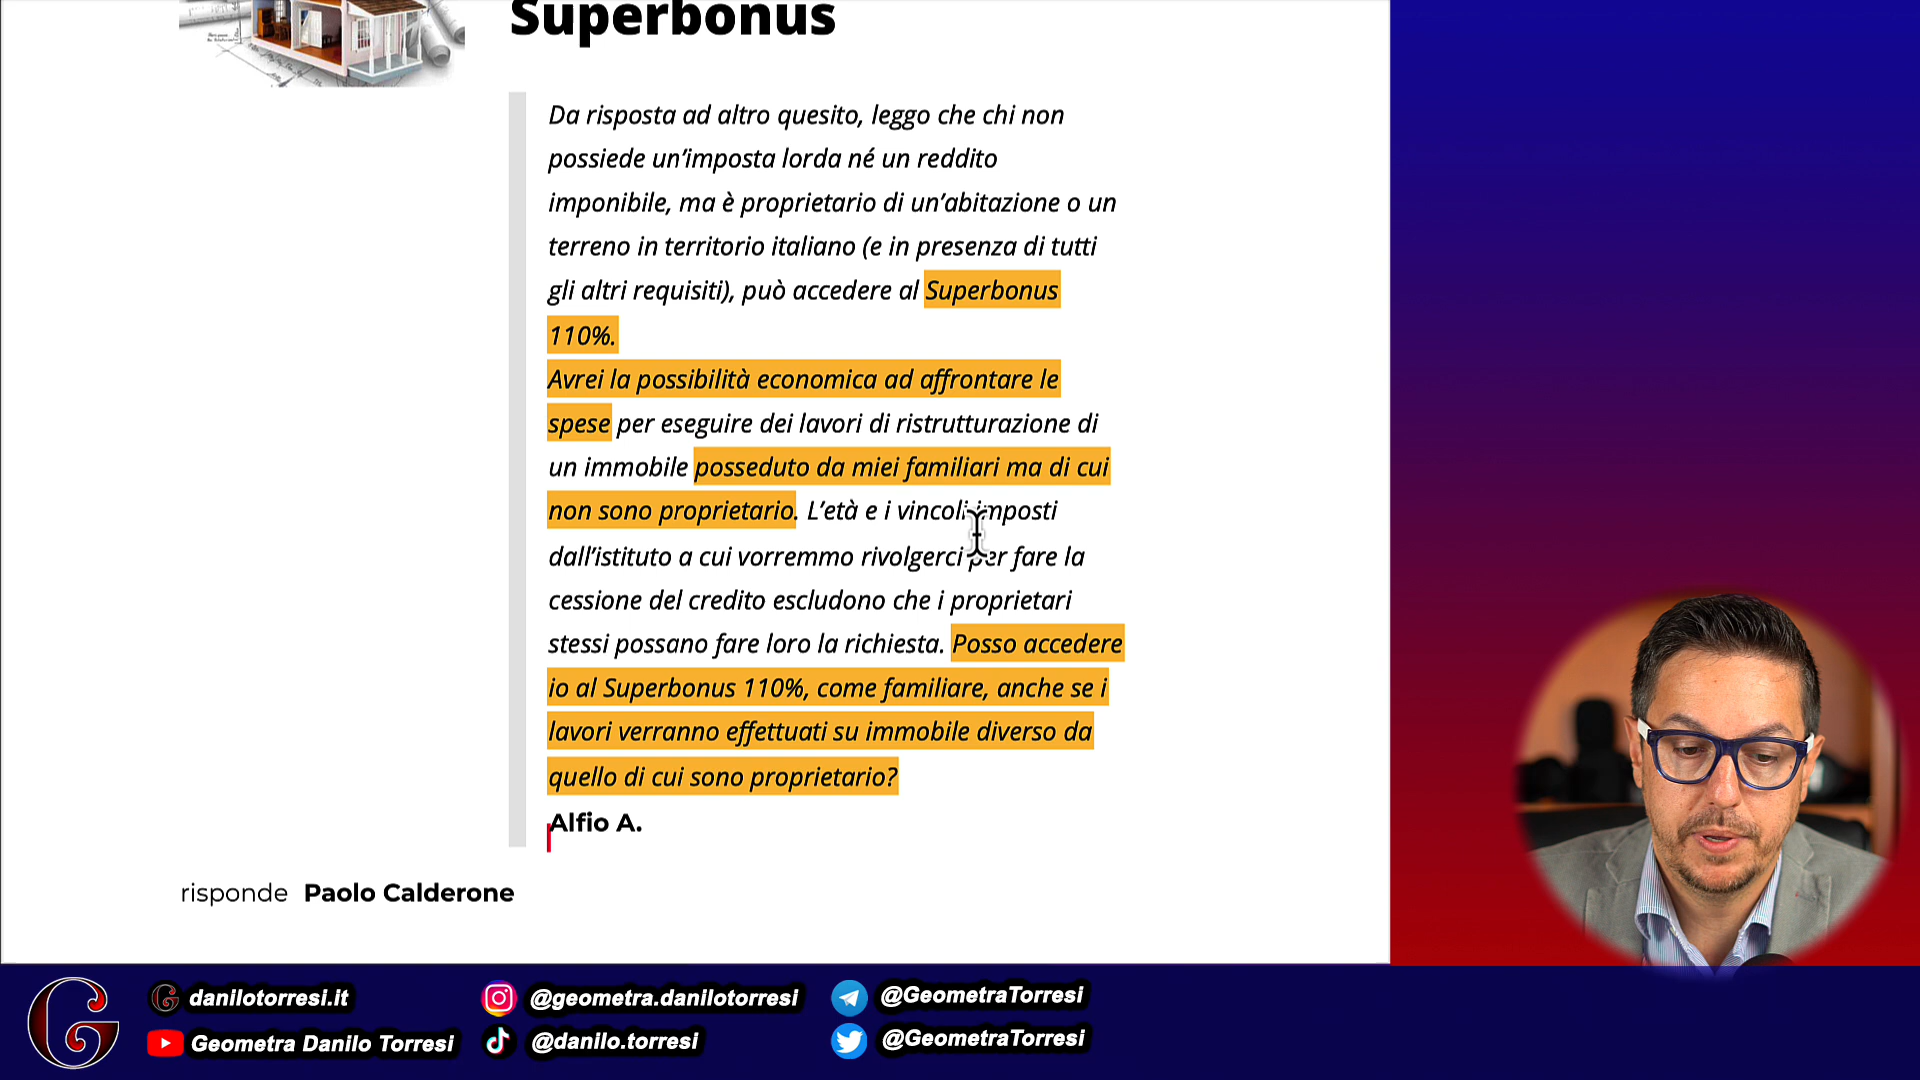 Superbonus
Da risposta ad altro quesito, leggo che chi non
possiede un’imposta lorda né un reddito
imponibile, ma è proprietario di un’abitazione o un
terreno in territorio italiano (e in presenza di tutti
gli altri requisiti), può accedere al Superbonus
110%.
Avrei la possibilità economica ad affrontare le
spese per eseguire dei lavori di ristrutturazione di
un immobile posseduto da miei familiari ma di cui
non sono proprietario. L’età e i vincoli imposti
dall’istituto a cui vorremmo rivolgerci per fare la
cessione del credito escludono che i proprietari
stessi possano fare loro la richiesta. Posso accedere
io al Superbonus 110%, come familiare, anche se i
lavori verranno effettuati su immobile diverso da
quello di cui sono proprietario?
Alfio A.
risponde Paolo Calderone
danilotorresi.it
Geometra Danilo Torresi
@geometra.danilotorresi
@danilo.torresi
@GeometraTorresi
@GeometraTorresi